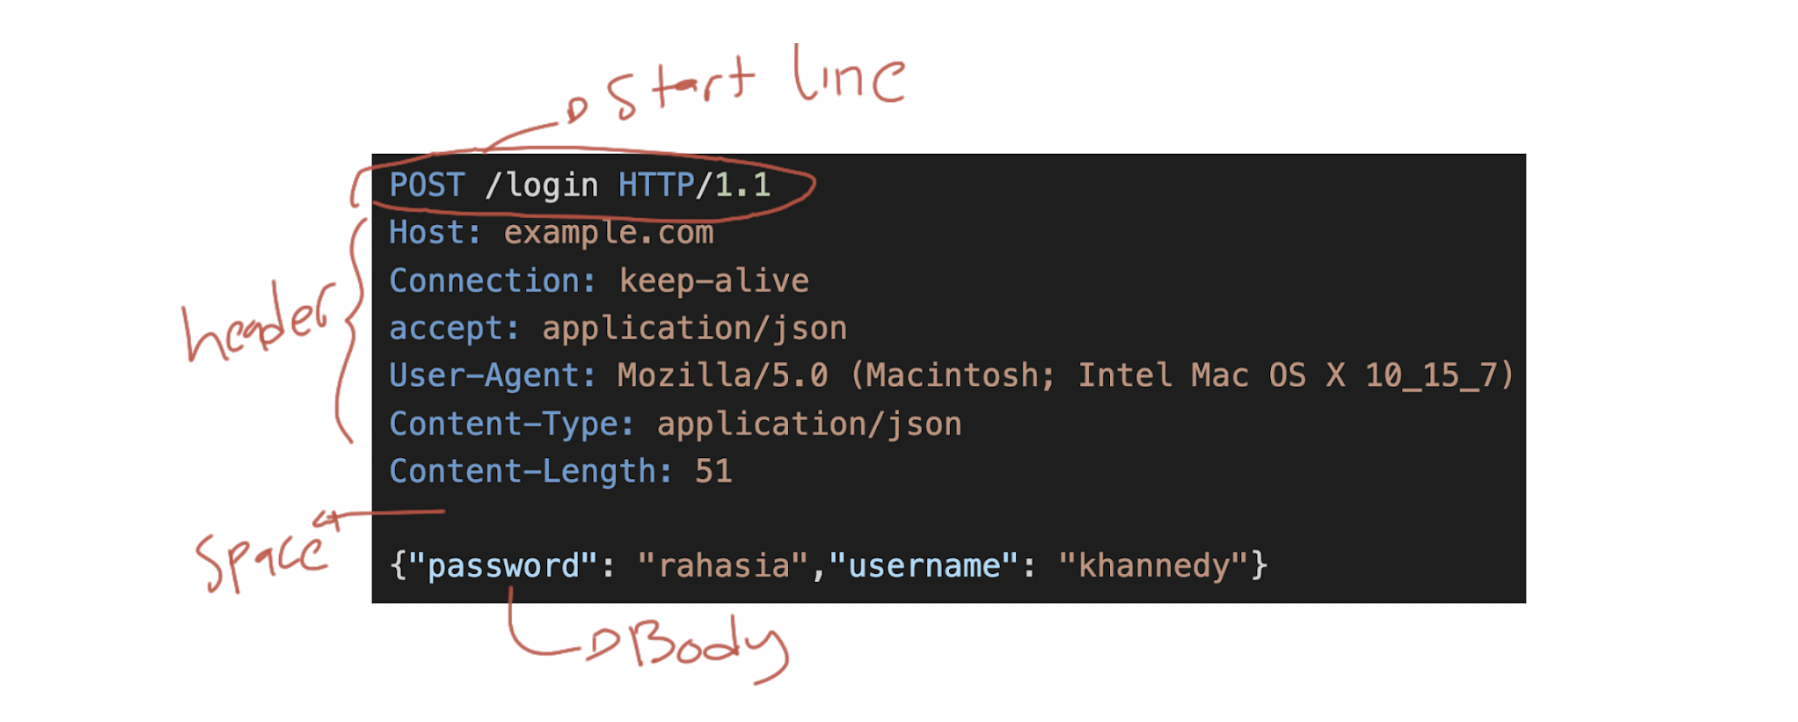 Start line
POST /login HTTP/1.1
Host: example.com
Connection: keep-alive
accept: application/json
header
User-Agent: Mozilla/5.0 (Macintosh; Intel Mac OS X 10_15_7)
Content-Type: application/json
Content-Length: 51
Space
{"password": "rahasia","username": "khannedy"}
Body